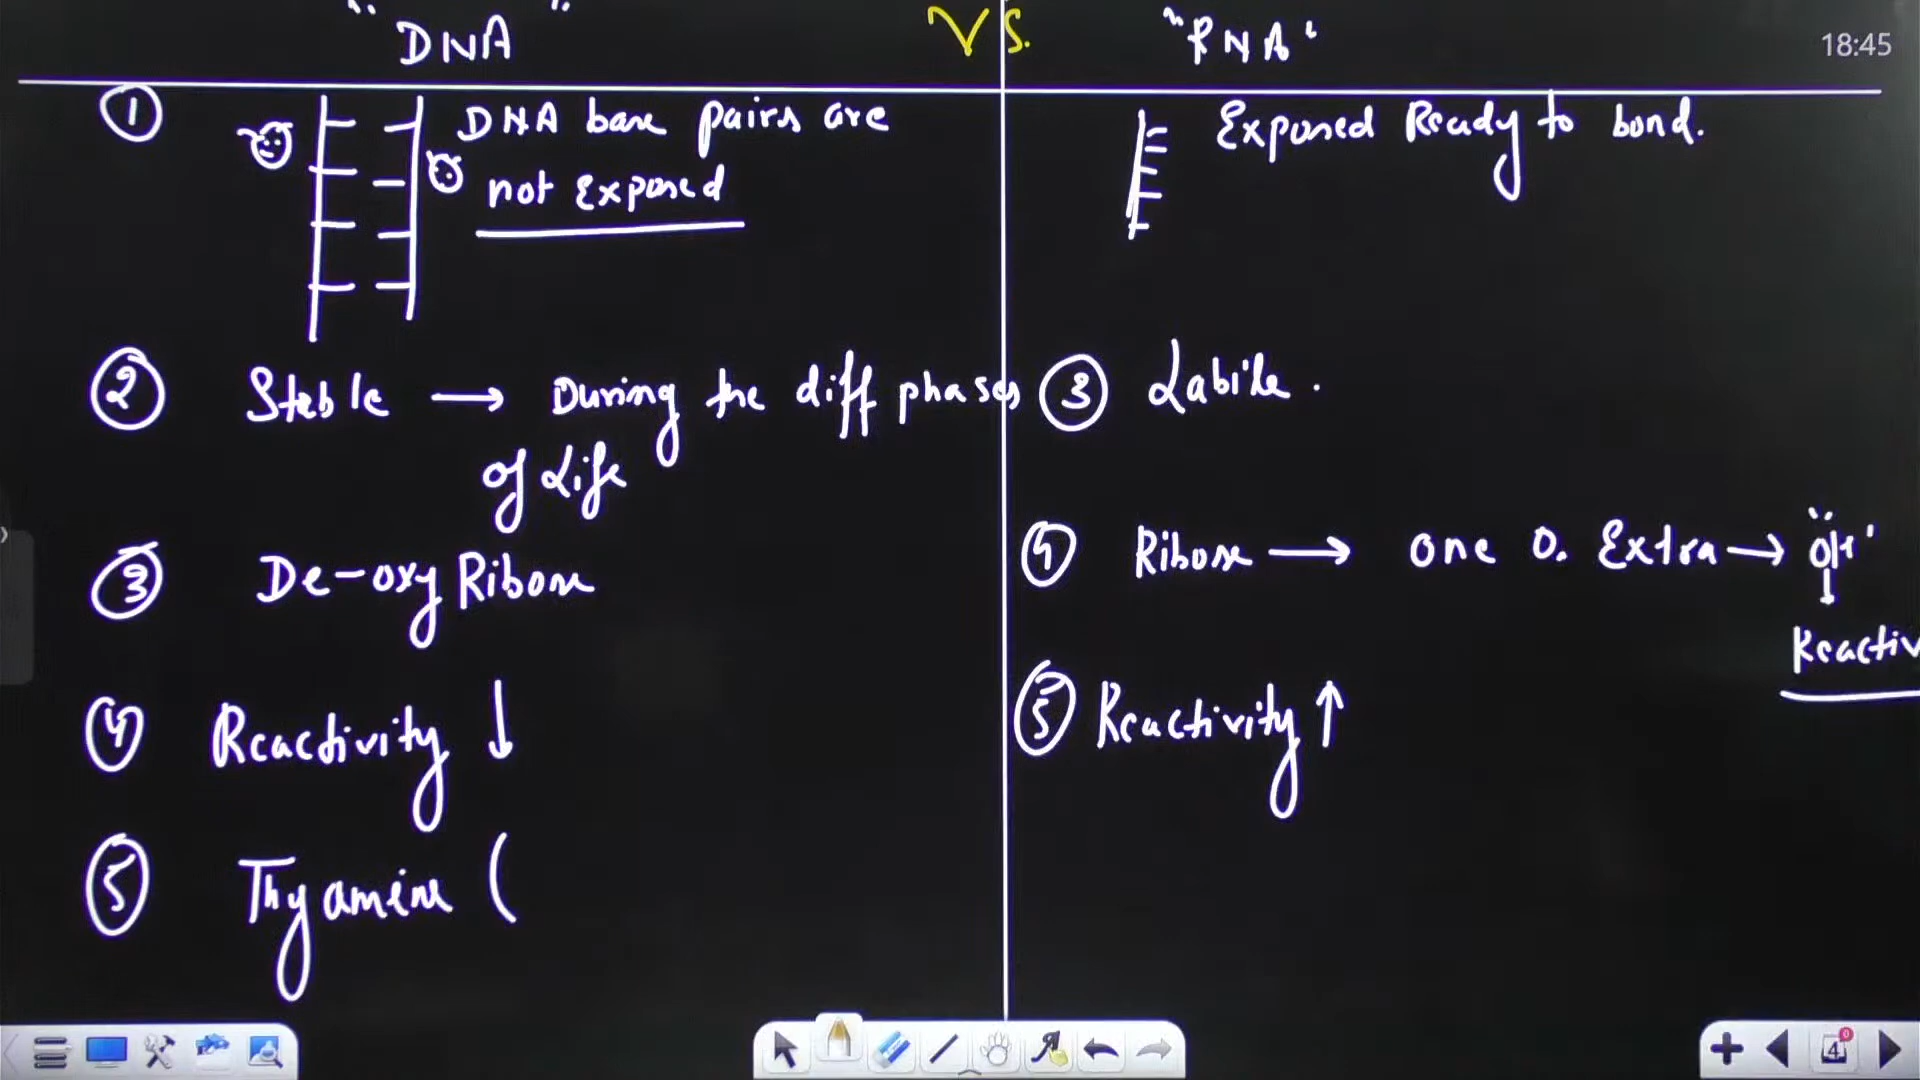 "DNA" VS. "RNA"
18:45
① DNA base pairs are
not Exposed
Exposed Ready to bond.
② Stable → During the diff phases
of Life
③ Labile.
③ De-oxy Ribose
④ Ribose → one O. Extra → "OH"
Reactiv
④ Reactivity ↓
⑤ Reactivity ↑
⑤ Thyamine (
4
0